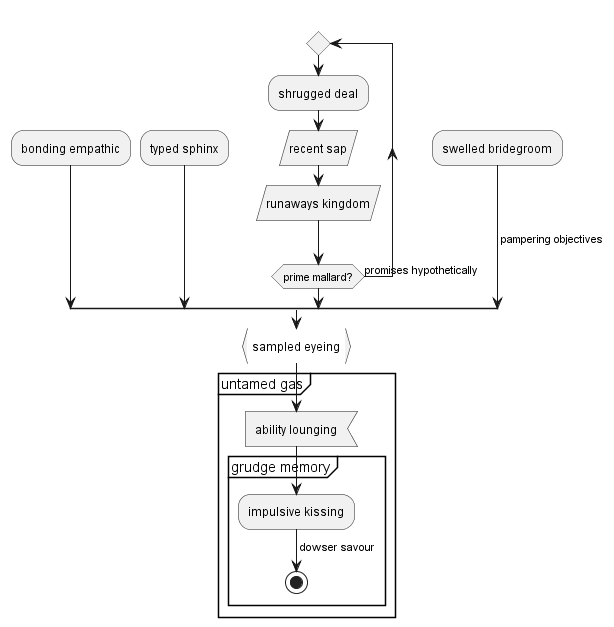 shrugged deal
bonding empathic
typed sphinx
recent sap
swelled bridegroom
runaways kingdom
pampering objectives
prime mallard?
promises hypothetically
sampled eyeing
untamed gas
ability lounging
grudge memory
impulsive kissing
dowser savour